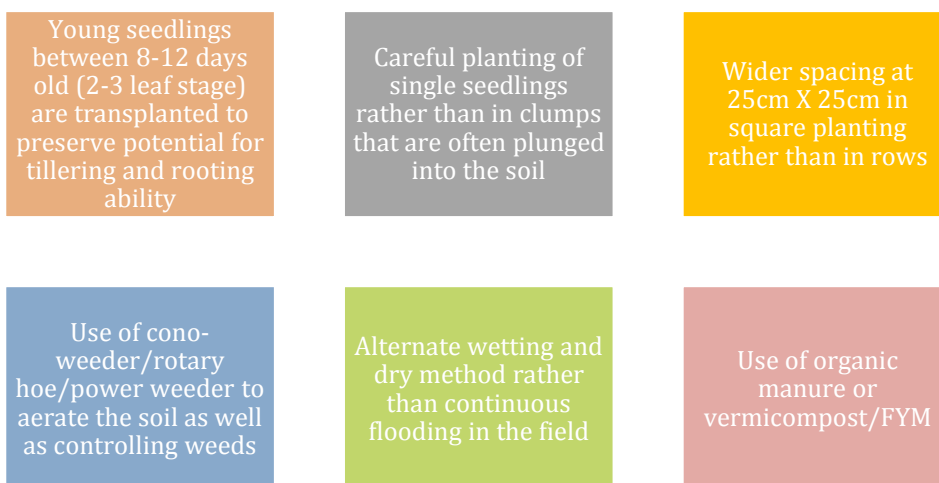 Young seedlings
between 8-12 days
old (2-3 leaf stage)
are transplanted to
preserve potential for
tillering and rooting
ability
Careful planting of
single seedlings
rather than in clumps
that are often plunged
into the soil
Wider spacing at
25cm X 25cm in
square planting
rather than in rows
Use of cono-
weeder/rotary
hoe/power weeder to
aerate the soil as well
as controlling weeds
Alternate wetting and
dry method rather
than continuous
flooding in the field
Use of organic
manure or
vermicompost/FYM